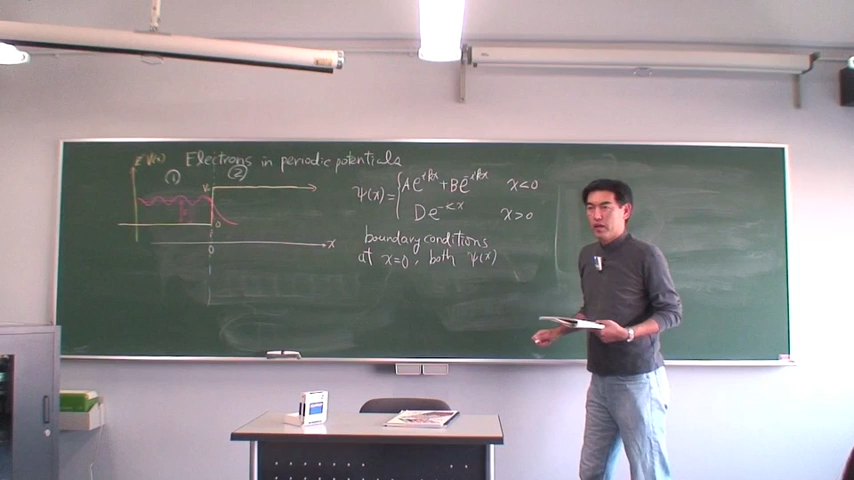 Electrons in periodic potentials
E V(x)
① ②
V₀
0
0
x
ψ(x) = { Ae^{ikx} + Be^{-ikx} x<0
De^{-κx} x>0
boundary conditions
at x=0, both ψ(x)